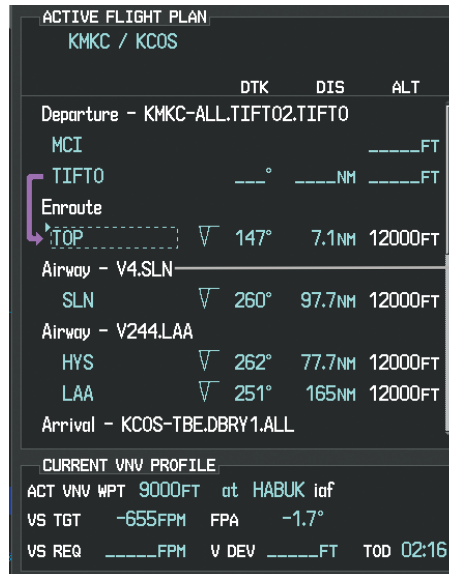 ACTIVE FLIGHT PLAN
KMKC / KCOS
DTK DIS ALT
Departure - KMKC-ALL.TIFTO2.TIFTO
MCI _____FT
TIFTO ___° ____NM _____FT
Enroute
TOP 147° 7.1NM 12000FT
Airway - V4.SLN
SLN 260° 97.7NM 12000FT
Airway - V244.LAA
HYS 262° 77.7NM 12000FT
LAA 251° 165NM 12000FT
Arrival - KCOS-TBE.DBRY1.ALL
CURRENT VNV PROFILE
ACT VNV WPT 9000FT at HABUK iaf
VS TGT -655FPM FPA -1.7°
VS REQ _____FPM V DEV _____FT TOD 02:16